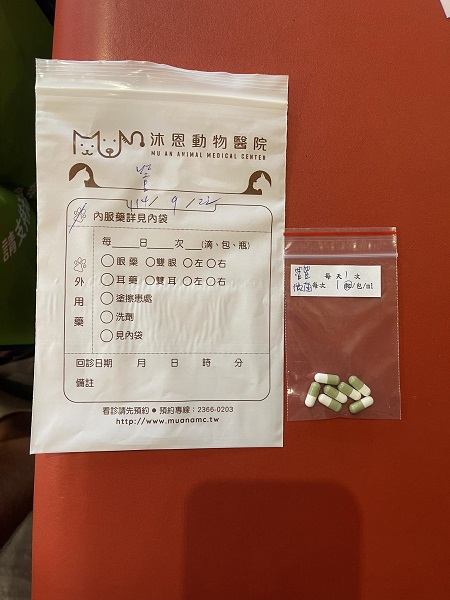 沐恩動物醫院
MU AN ANIMAL MEDICAL CENTER
114/ 9 /22
內服藥詳見內袋
每 日 次 (滴、包、瓶)
外用藥
眼藥 雙眼 左 右
耳藥 雙耳 左 右
塗擦患處
洗劑
見內袋
回診日期 月 日 時 分
備註
看診請先預約 ● 預約專線：2366-0203
http://www.muanamc.tw
每天 1 次
每次 1 顆/包/ml